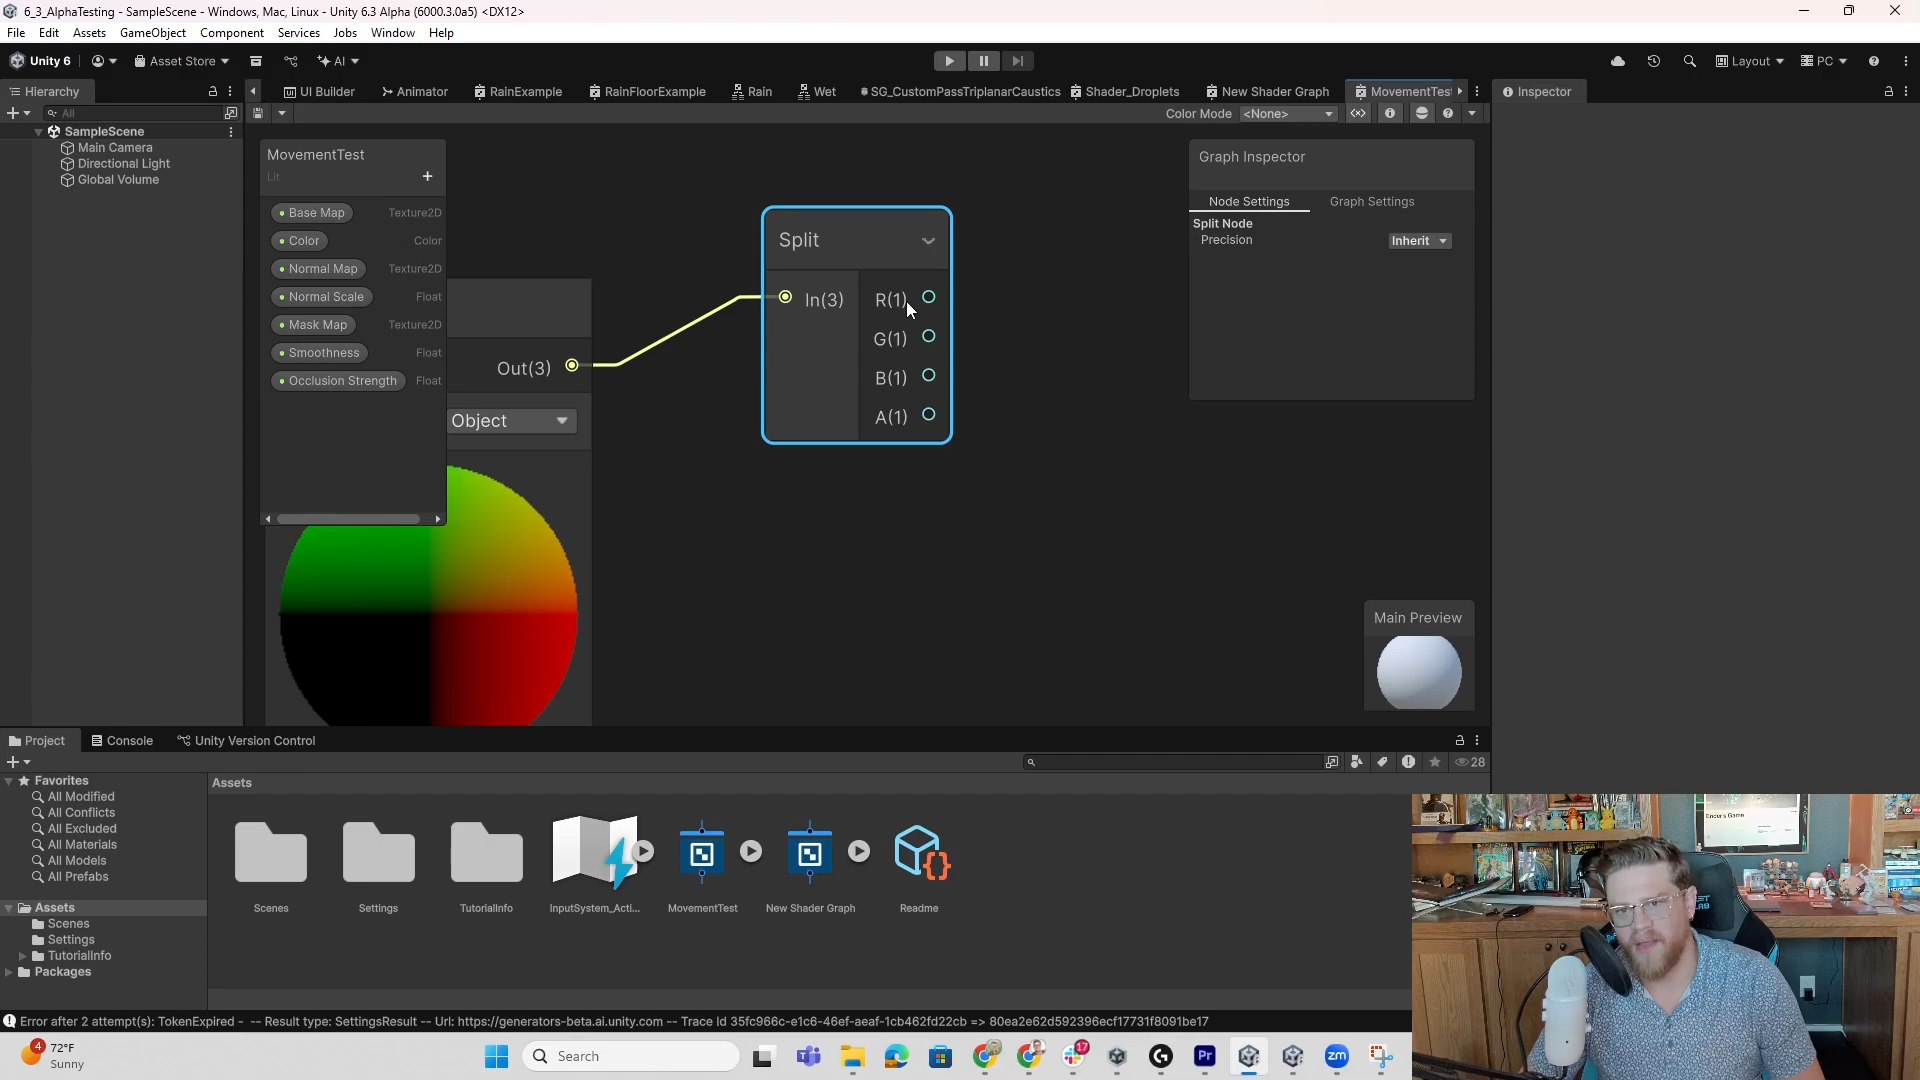 6_3_AlphaTesting - SampleScene - Windows, Mac, Linux - Unity 6.3 Alpha (6000.3.0a5) <DX12>
File Edit Assets GameObject Component Services Jobs Window Help
Unity 6 Asset Store AI Layout PC
Hierarchy UI Builder Animator RainExample RainFloorExample Rain Wet SG_CustomPassTriplanarCaustics Shader_Droplets New Shader Graph MovementTes Inspector
All Color Mode <None>
SampleScene
Main Camera
Directional Light
Global Volume
MovementTest
Lit
Base Map Texture2D
Color Color
Normal Map Texture2D
Normal Scale Float
Mask Map Texture2D
Smoothness Float
Occlusion Strength Float
Out(3)
Object
Split
In(3) R(1)
G(1)
B(1)
A(1)
Graph Inspector
Node Settings Graph Settings
Split Node
Precision Inherit
Main Preview
Project Console Unity Version Control
28
Favorites
All Modified
All Conflicts
All Excluded
All Materials
All Models
All Prefabs
Assets
Scenes
Settings
TutorialInfo
Packages
Assets
Scenes Settings TutorialInfo InputSystem_Acti... MovementTest New Shader Graph Readme
Ender's Game
Error after 2 attempt(s): TokenExpired - -- Result type: SettingsResult -- Url: https://generators-beta.ai.unity.com -- Trace Id 35fc966c-e1c6-46ef-aeaf-1cb462fd22cb => 80ea2e62d592396ecf17731f8091be17
4
72°F
Sunny
Search
17
Pr
zm